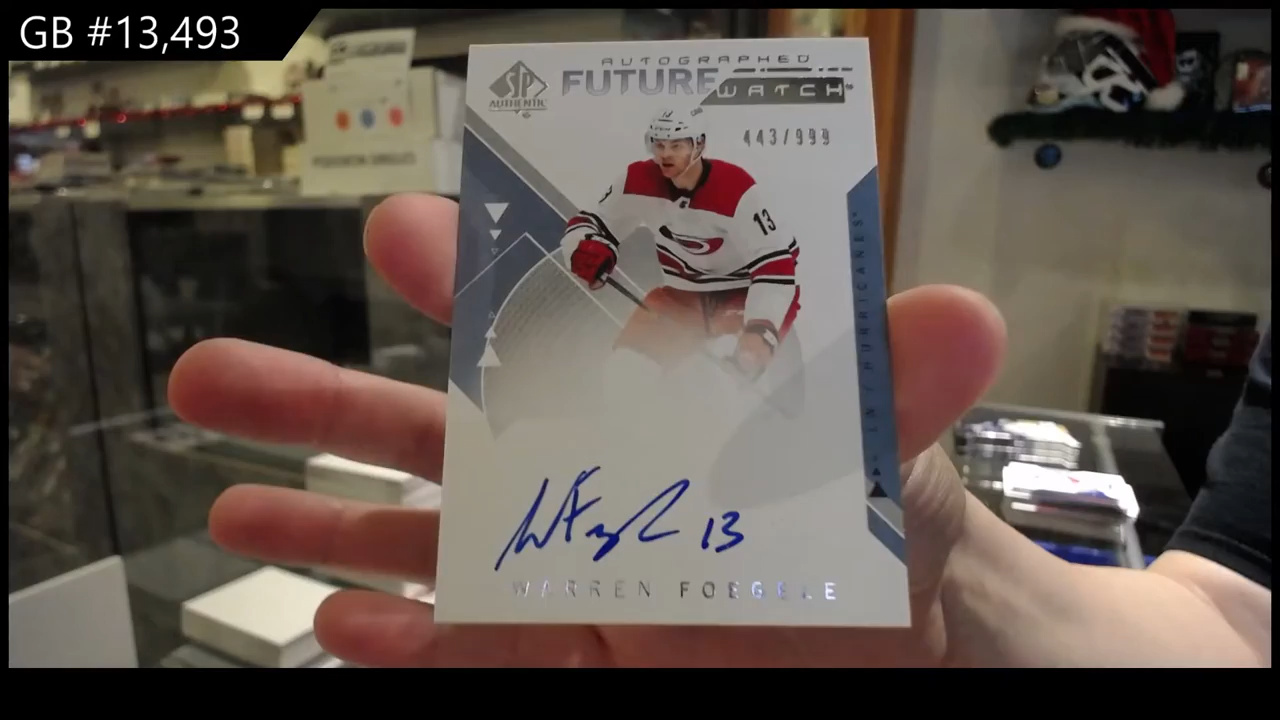 GB #13,493
AUTOGRAPHED
SP
AUTHENTIC
FUTURE
WATCH
443/999
13
HURRICANES
13
WARREN FOEGELE